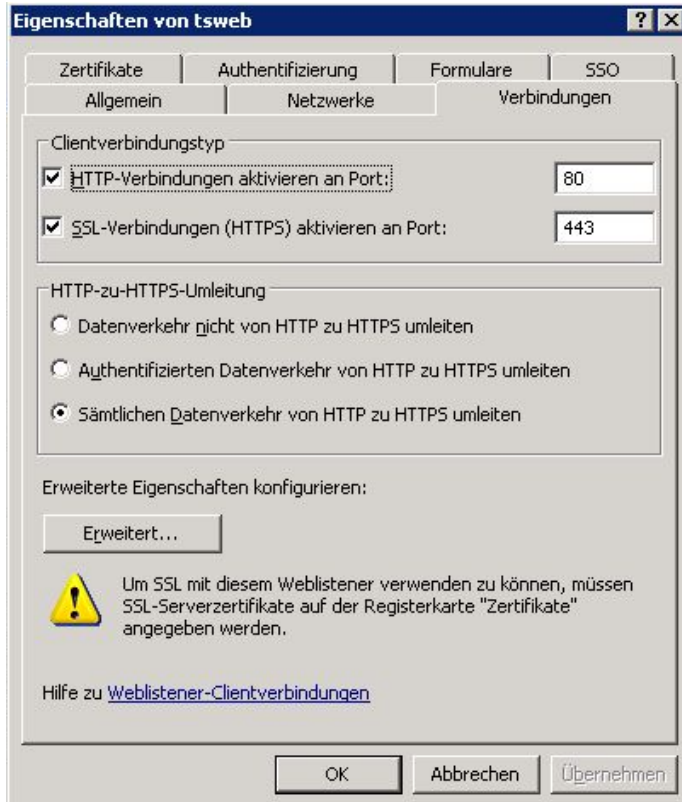 Eigenschaften von tsweb
Zertifikate Authentifizierung Formulare SSO
Allgemein Netzwerke Verbindungen
Clientverbindungstyp
HTTP-Verbindungen aktivieren an Port: 80
SSL-Verbindungen (HTTPS) aktivieren an Port: 443
HTTP-zu-HTTPS-Umleitung
Datenverkehr nicht von HTTP zu HTTPS umleiten
Authentifizierten Datenverkehr von HTTP zu HTTPS umleiten
Sämtlichen Datenverkehr von HTTP zu HTTPS umleiten
Erweiterte Eigenschaften konfigurieren:
Erweitert...
Um SSL mit diesem Weblistener verwenden zu können, müssen
SSL-Serverzertifikate auf der Registerkarte "Zertifikate"
angegeben werden.
Hilfe zu Weblistener-Clientverbindungen
OK Abbrechen Übernehmen